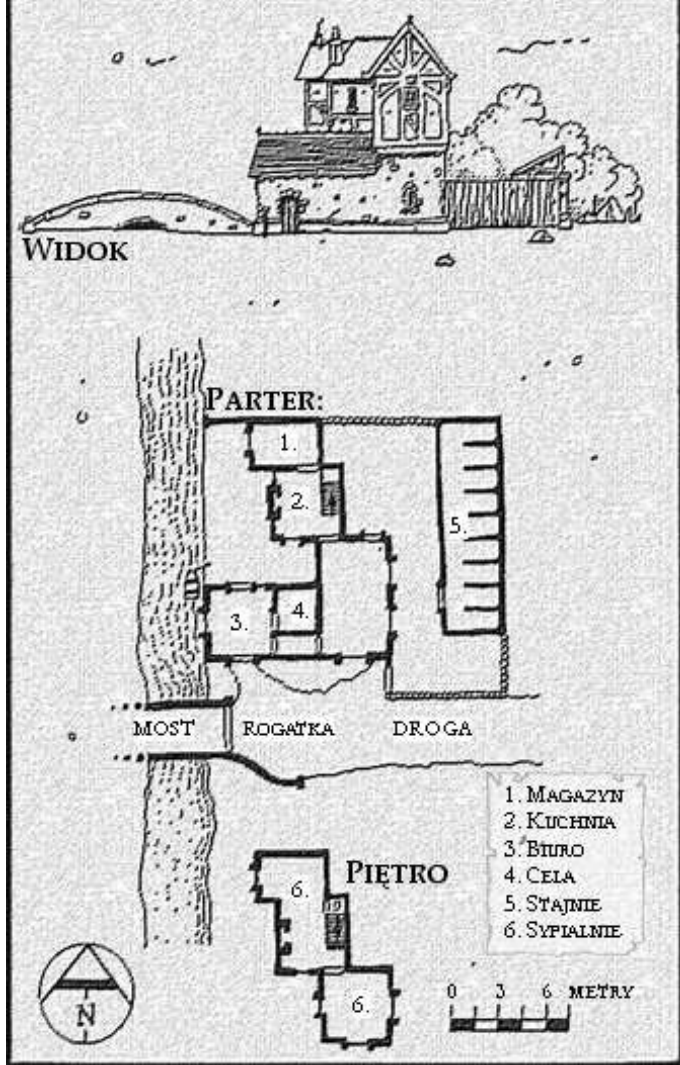 WIDOK
PARTER:
1.
2.
5.
3.
4.
MOST ROGATKA DROGA
1. MAGAZYN
2. KUCHNIA
3. BIURO
4. CELA
5. STAJNIE
6. SYPIALNIE
PIĘTRO
6.
6.
N
0 3 6 METRY